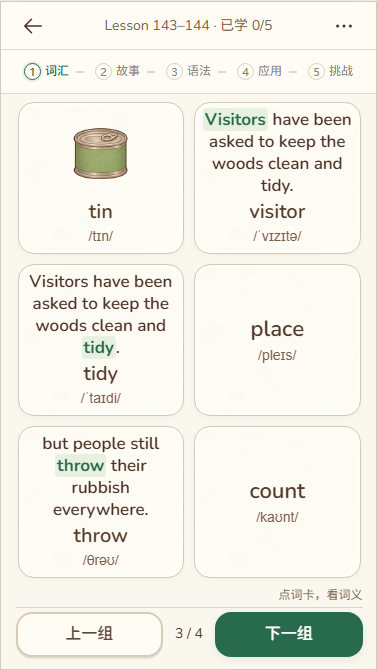 Lesson 143–144 · 已学 0/5
1 词汇 – 2 故事 – 3 语法 – 4 应用 – 5 挑战
tin
/tɪn/
Visitors have been
asked to keep the
woods clean and
tidy.
visitor
/ˈvɪzɪtə/
Visitors have been
asked to keep the
woods clean and
tidy.
tidy
/ˈtaɪdi/
place
/pleɪs/
but people still
throw their
rubbish
everywhere.
throw
/θrəʊ/
count
/kaʊnt/
点词卡，看词义
上一组 3 / 4 下一组